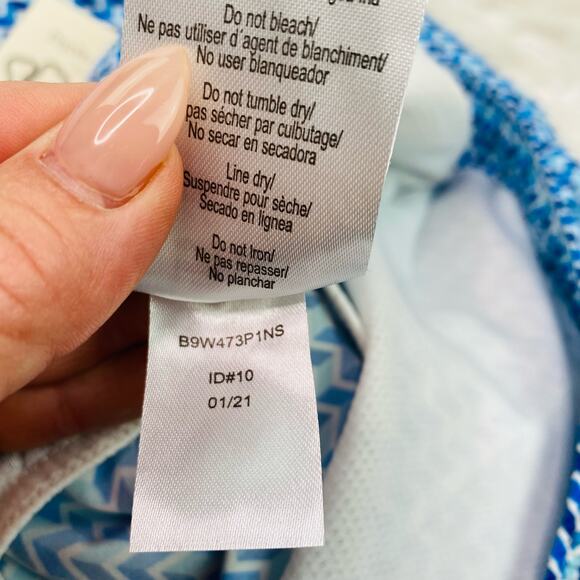 Do not bleach/
Ne pas utiliser d'agent de blanchiment/
No user blanqueador
Do not tumble dry/
pas sécher par culbutage/
No secar en secadora
Line dry/
Suspendre pour sèche/
Secado en lignea
Do not Iron/
Ne pas repasser/
No planchar
B9W473P1NS
ID#10
01/21